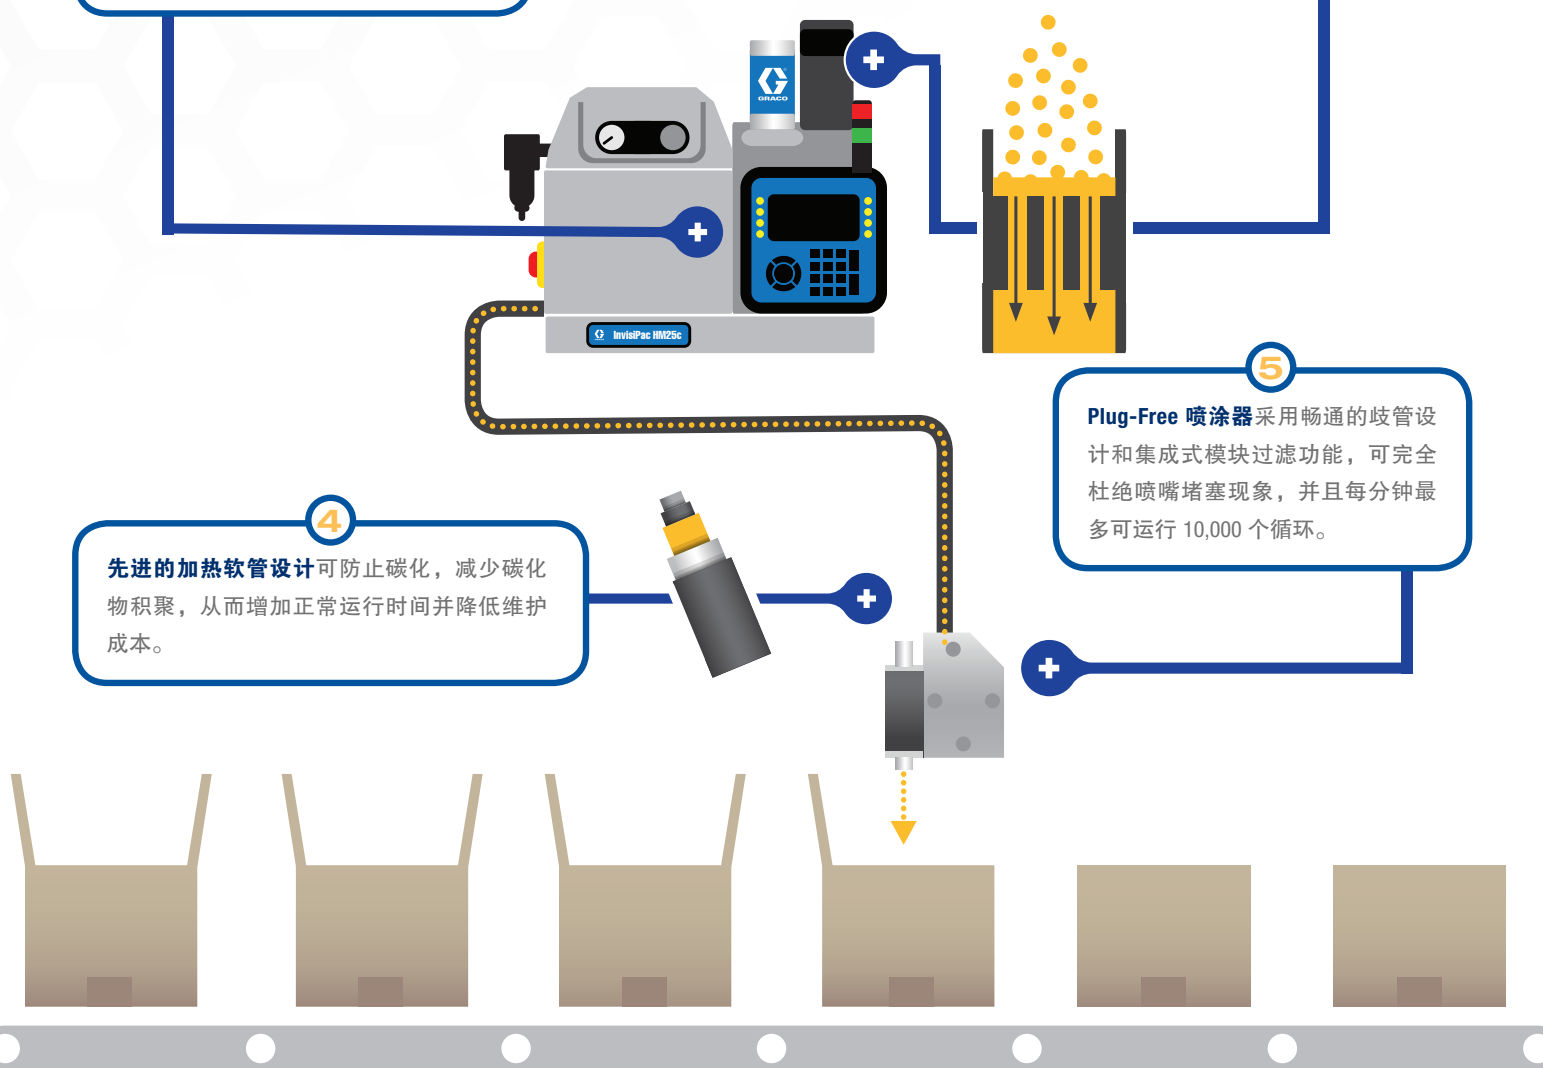 GRACO
InvisiPac HM25c
5
Plug-Free 喷涂器采用畅通的歧管设
计和集成式模块过滤功能，可完全
杜绝喷嘴堵塞现象，并且每分钟最
多可运行 10,000 个循环。
4
先进的加热软管设计可防止碳化，减少碳化
物积聚，从而增加正常运行时间并降低维护
成本。